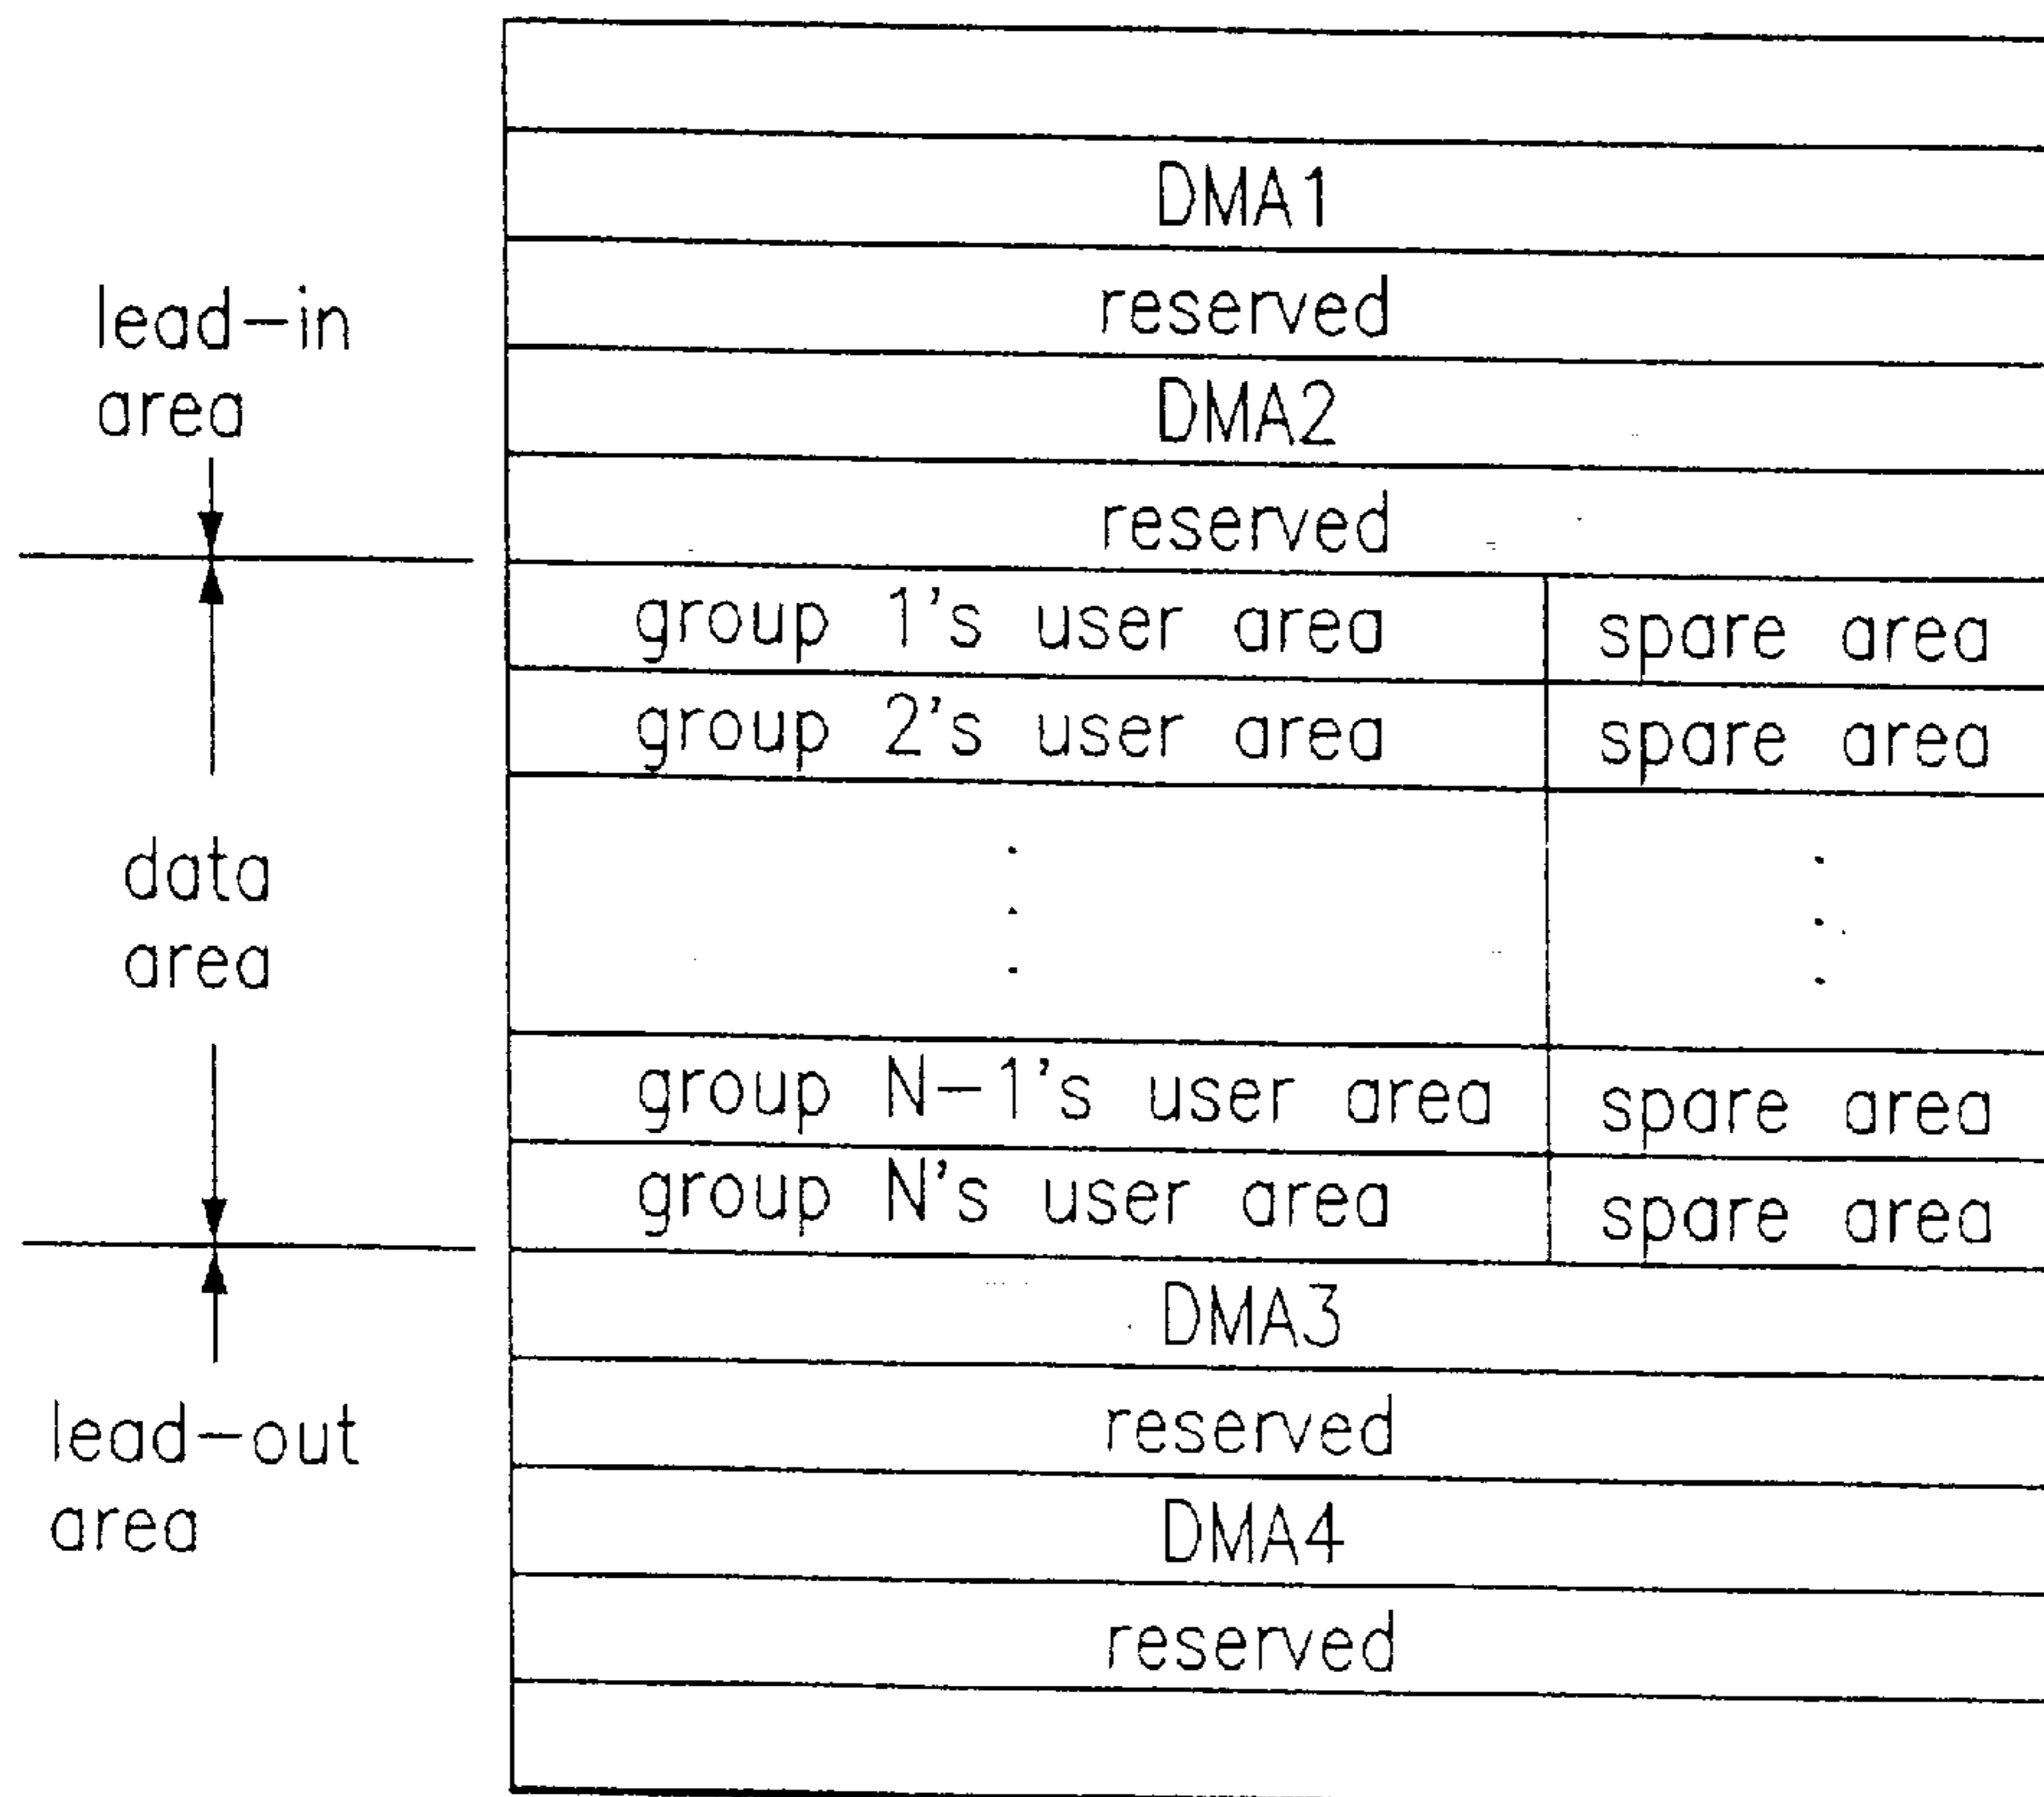 DMA1
reserved
lead-in
area
DMA2
reserved
group 1's user area spare area
group 2's user area spare area
data
area
group N-1's user area spare area
group N's user area spare area
DMA3
reserved
lead-out
area
DMA4
reserved